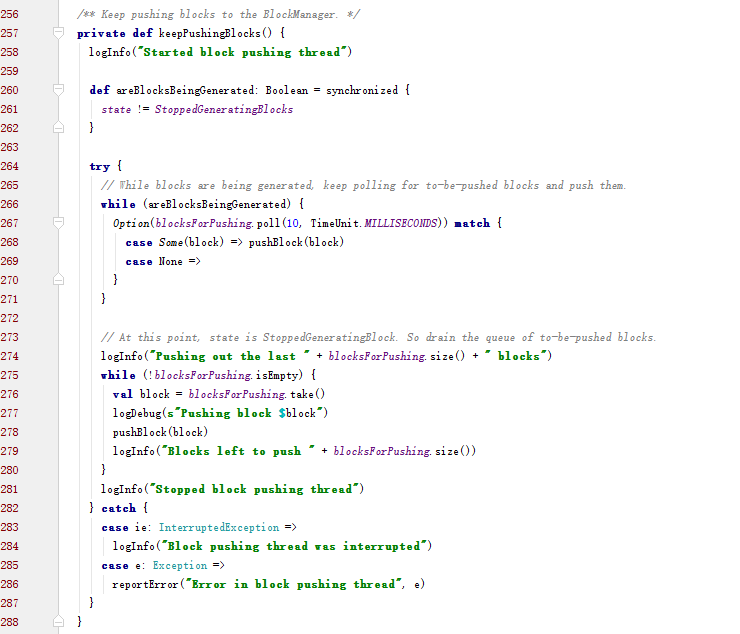 256 /** Keep pushing blocks to the BlockManager. */
257 private def keepPushingBlocks() {
258 logInfo("Started block pushing thread")
259
260 def areBlocksBeingGenerated: Boolean = synchronized {
261 state != StoppedGeneratingBlocks
262 }
263
264 try {
265 // While blocks are being generated, keep polling for to-be-pushed blocks and push them.
266 while (areBlocksBeingGenerated) {
267 Option(blocksForPushing.poll(10, TimeUnit.MILLISECONDS)) match {
268 case Some(block) => pushBlock(block)
269 case None =>
270 }
271 }
272
273 // At this point, state is StoppedGeneratingBlock. So drain the queue of to-be-pushed blocks.
274 logInfo("Pushing out the last " + blocksForPushing.size() + " blocks")
275 while (!blocksForPushing.isEmpty) {
276 val block = blocksForPushing.take()
277 logDebug(s"Pushing block $block")
278 pushBlock(block)
279 logInfo("Blocks left to push " + blocksForPushing.size())
280 }
281 logInfo("Stopped block pushing thread")
282 } catch {
283 case ie: InterruptedException =>
284 logInfo("Block pushing thread was interrupted")
285 case e: Exception =>
286 reportError("Error in block pushing thread", e)
287 }
288 }